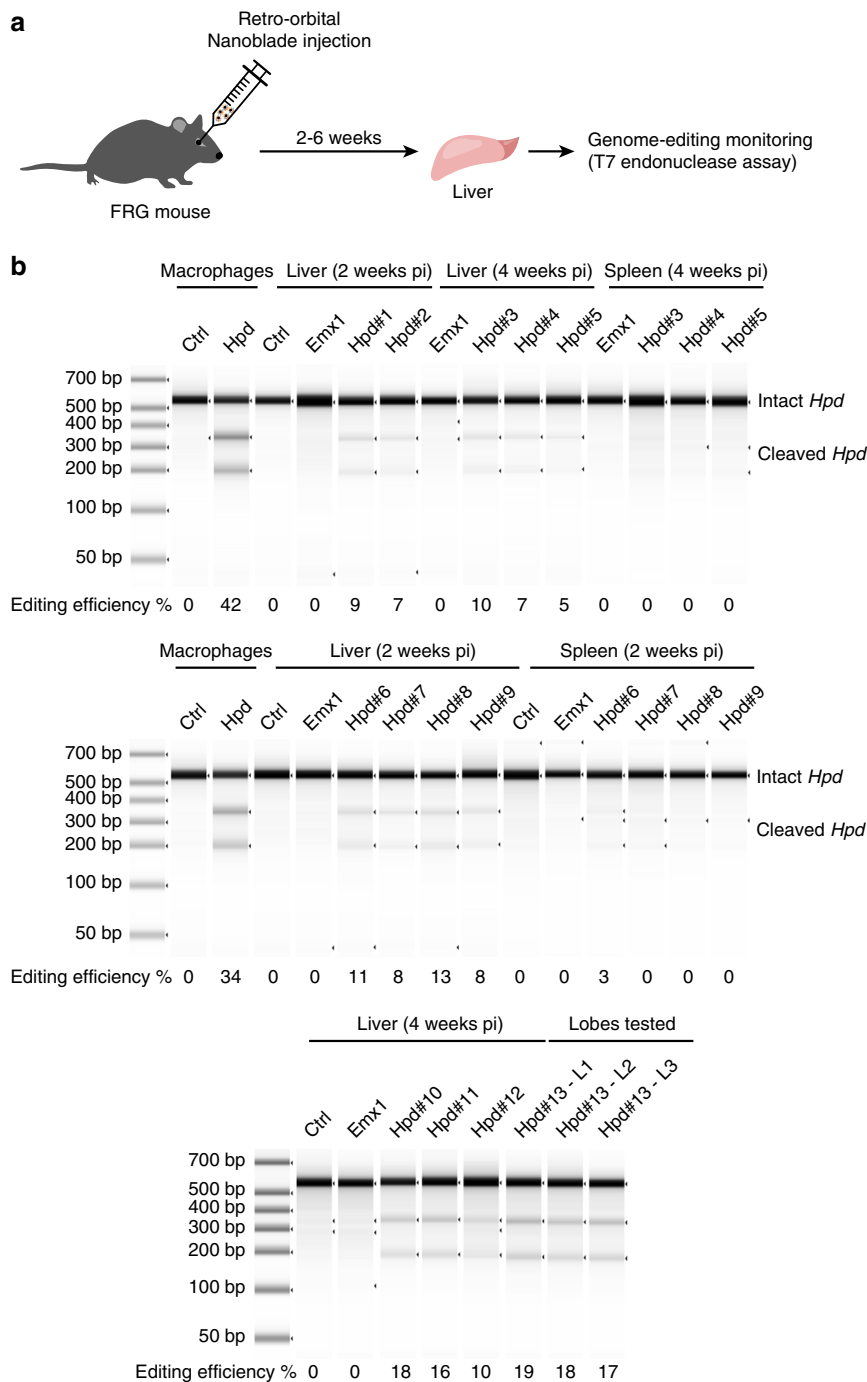 a
Retro-orbital
Nanoblade injection
2-6 weeks
Genome-editing monitoring
(T7 endonuclease assay)
Liver
FRG mouse
b
Macrophages Liver (2 weeks pi) Liver (4 weeks pi) Spleen (4 weeks pi)
Ctrl Hpd Ctrl Emx1 Hpd#1 Hpd#2 Emx1 Hpd#3 Hpd#4 Hpd#5 Emx1 Hpd#3 Hpd#4 Hpd#5
700 bp
500 bp Intact Hpd
400 bp
300 bp Cleaved Hpd
200 bp
100 bp
50 bp
Editing efficiency % 0 42 0 0 9 7 0 10 7 5 0 0 0 0
Macrophages Liver (2 weeks pi) Spleen (2 weeks pi)
Ctrl Hpd Ctrl Emx1 Hpd#6 Hpd#7 Hpd#8 Hpd#9 Ctrl Emx1 Hpd#6 Hpd#7 Hpd#8 Hpd#9
700 bp
500 bp Intact Hpd
400 bp
300 bp Cleaved Hpd
200 bp
100 bp
50 bp
Editing efficiency % 0 34 0 0 11 8 13 8 0 0 3 0 0 0
Liver (4 weeks pi) Lobes tested
Ctrl Emx1 Hpd#10 Hpd#11 Hpd#12 Hpd#13 - L1 Hpd#13 - L2 Hpd#13 - L3
700 bp
500 bp
400 bp
300 bp
200 bp
100 bp
50 bp
Editing efficiency % 0 0 18 16 10 19 18 17